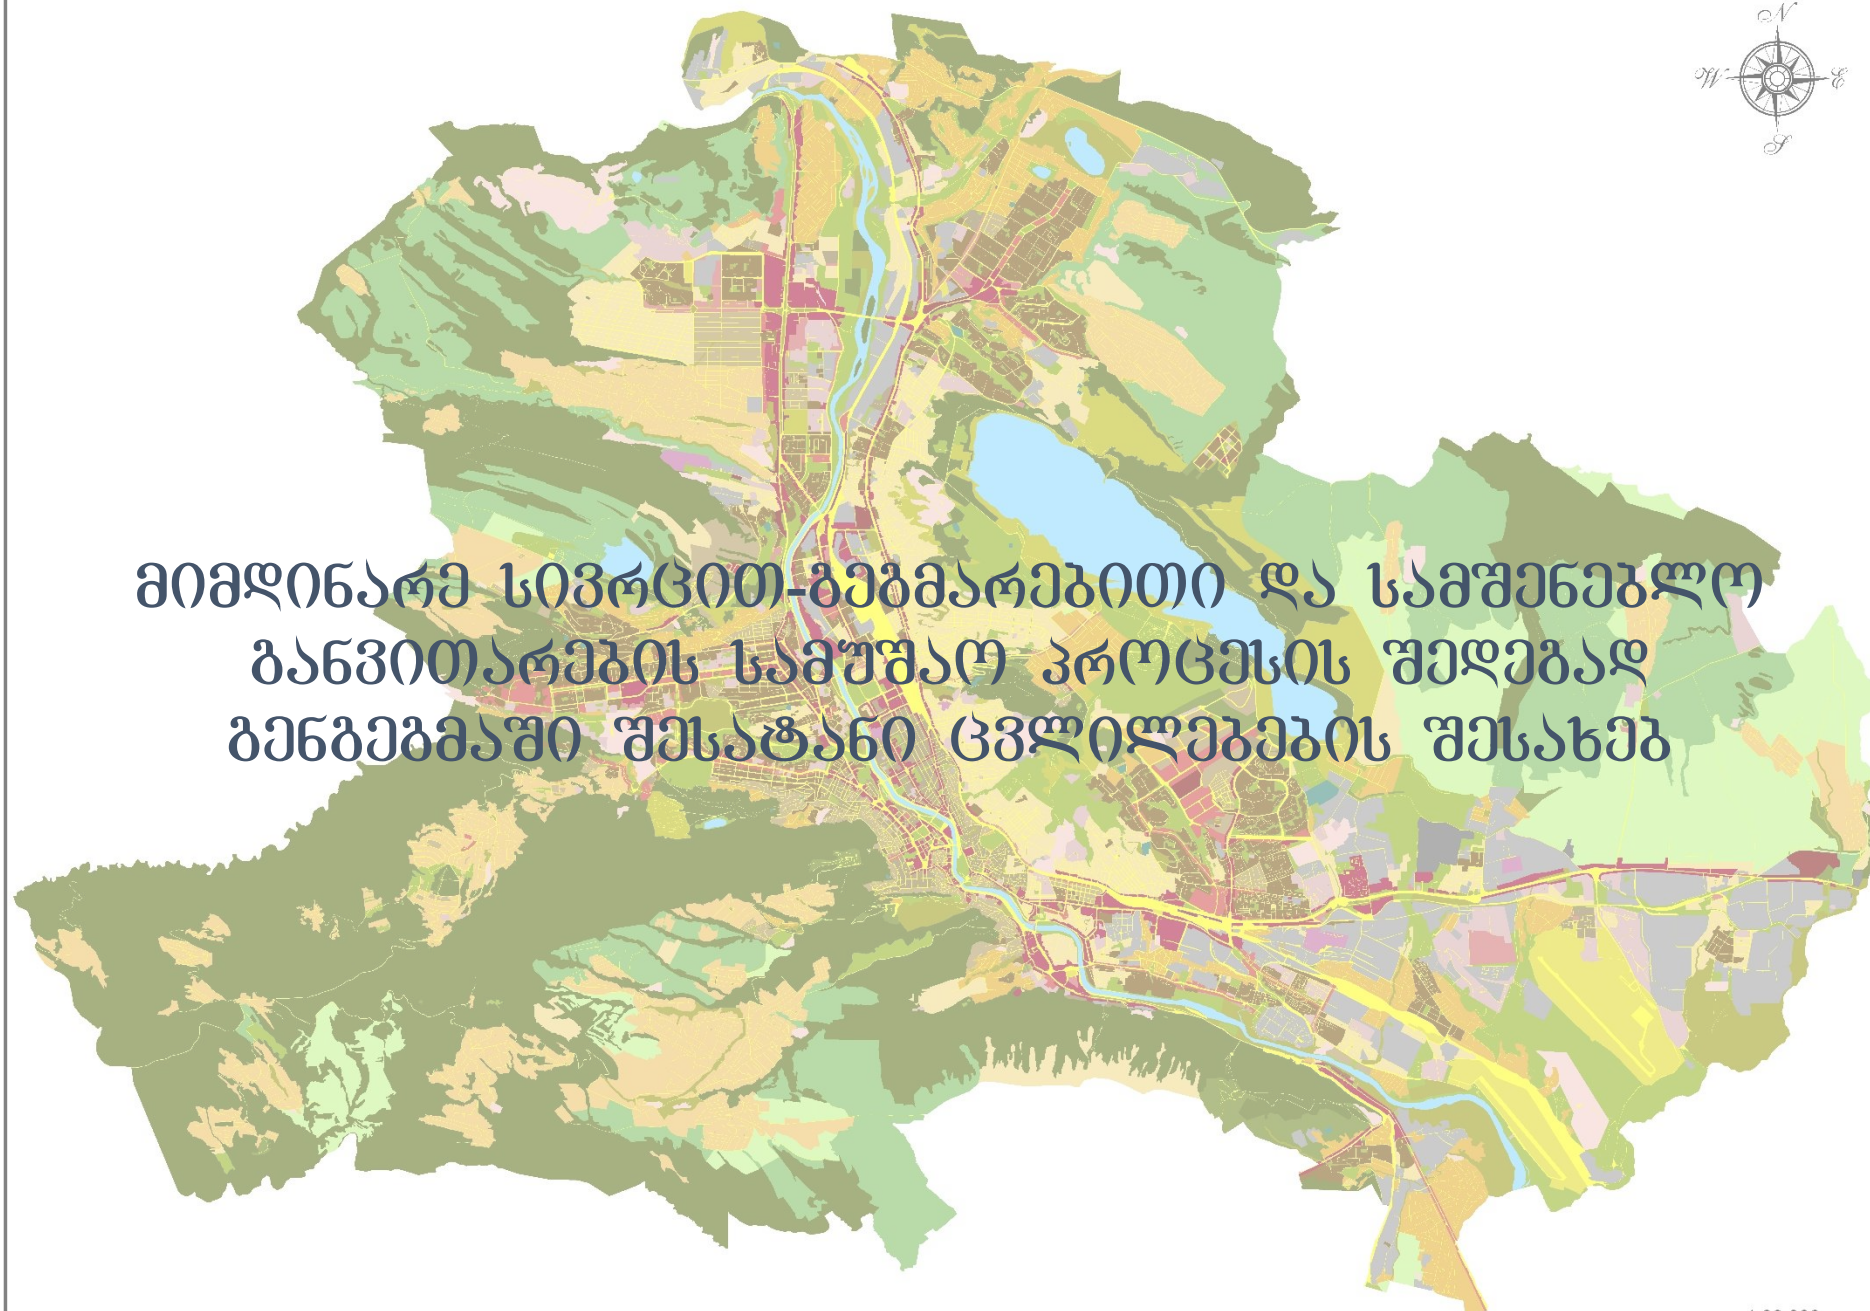 N
W
E
S
მიმდინარე სივრცით-გეგმარებითი და სამშენებლო
განვითარების სამუშაო პროცესის შედეგად
გენგეგმაში შესატანი ცვლილებების შესახებ